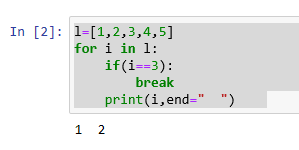 In [2]: l=[1,2,3,4,5]
for i in l:
    if(i==3):
        break
    print(i,end="  ")
1  2